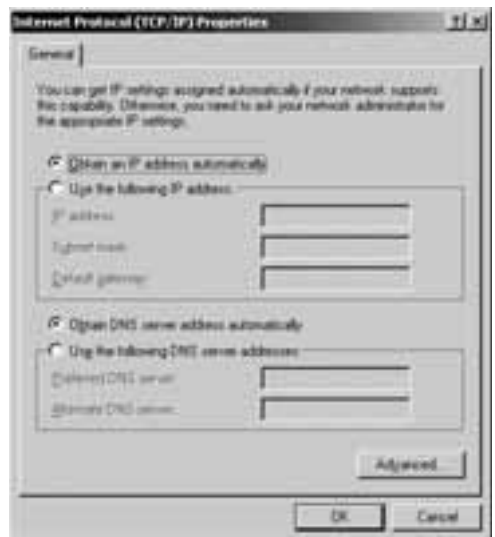 Internet Protocol (TCP/IP) Properties
General
You can get IP settings assigned automatically if your network supports
this capability. Otherwise, you need to ask your network administrator for
the appropriate IP settings.
Obtain an IP address automatically
Use the following IP address:
IP address:
Subnet mask:
Default gateway:
Obtain DNS server address automatically
Use the following DNS server addresses:
Preferred DNS server:
Alternate DNS server:
Advanced...
OK
Cancel